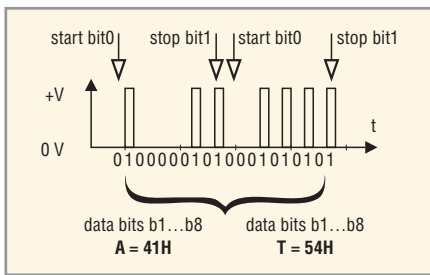 start bit0 stop bit1 start bit0 stop bit1
+V
t
0 V
01000001010001010101
data bits b1...b8 data bits b1...b8
A = 41H T = 54H